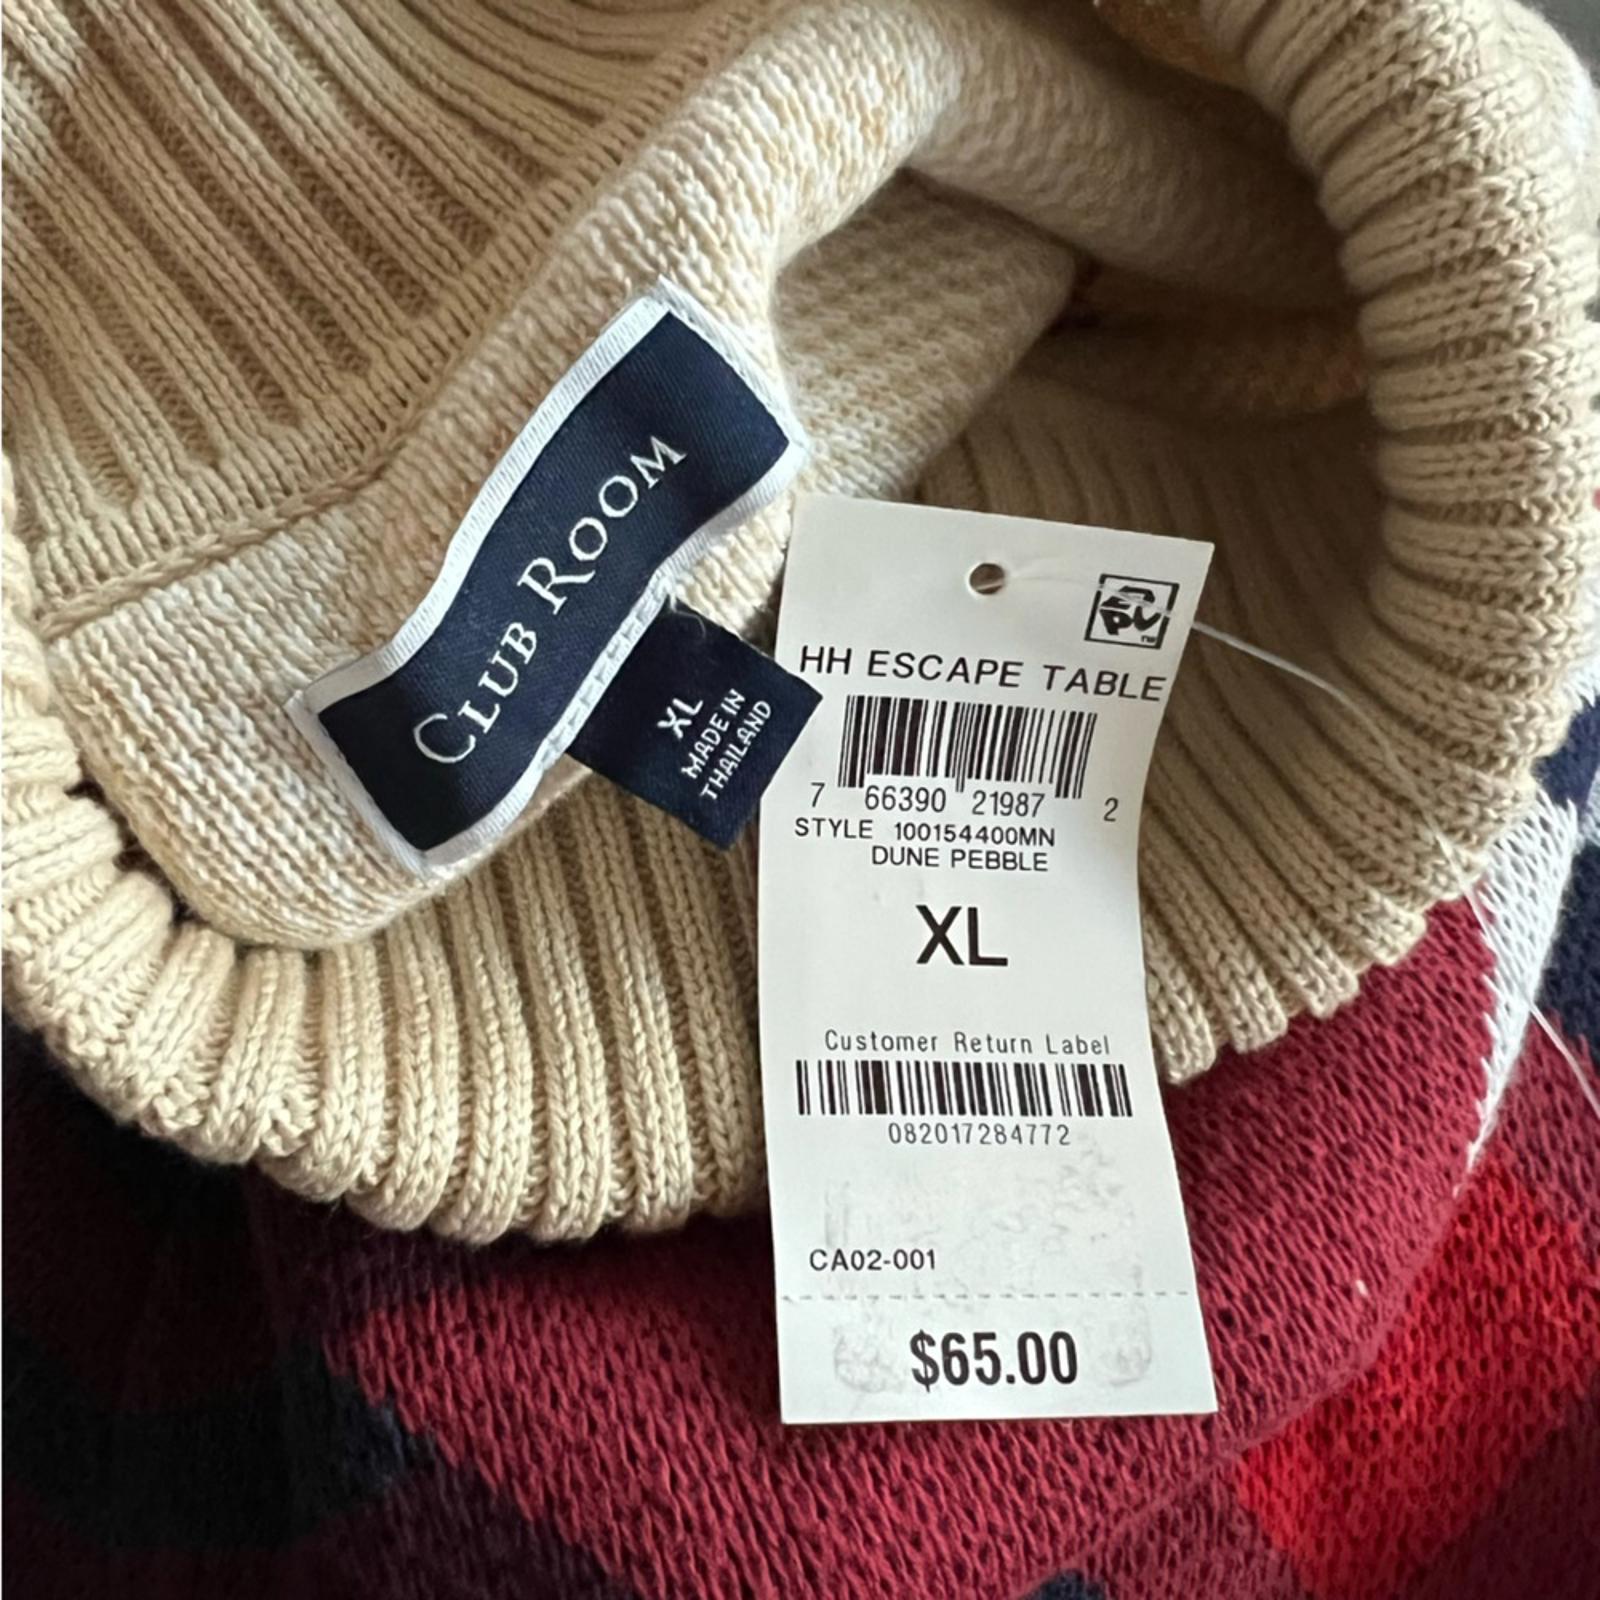 CLUB ROOM
XL
MADE IN
THAILAND
HH ESCAPE TABLE
7 66390 21987 2
STYLE 100154400MN
DUNE PEBBLE
XL
Customer Return Label
082017284772
CA02-001
$65.00